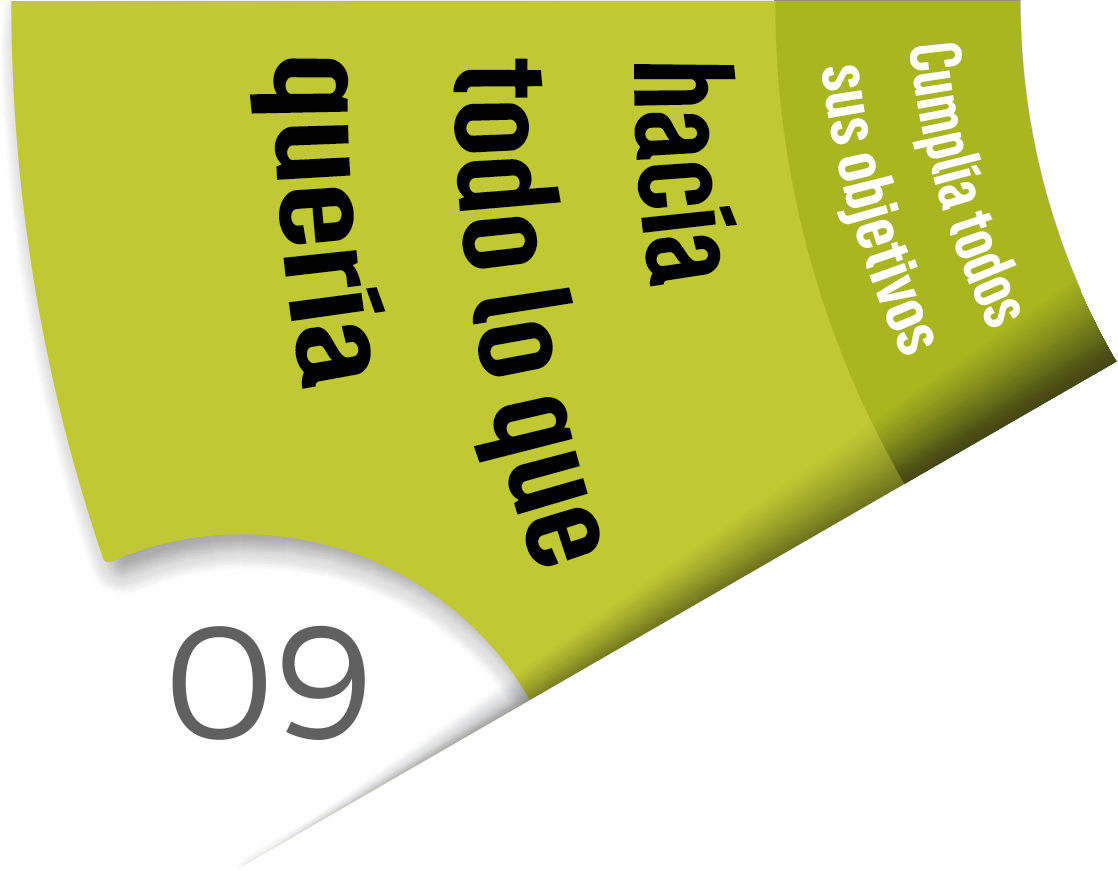 Cumplía todos
sus objetivos
hacía
todo lo que
quería
09